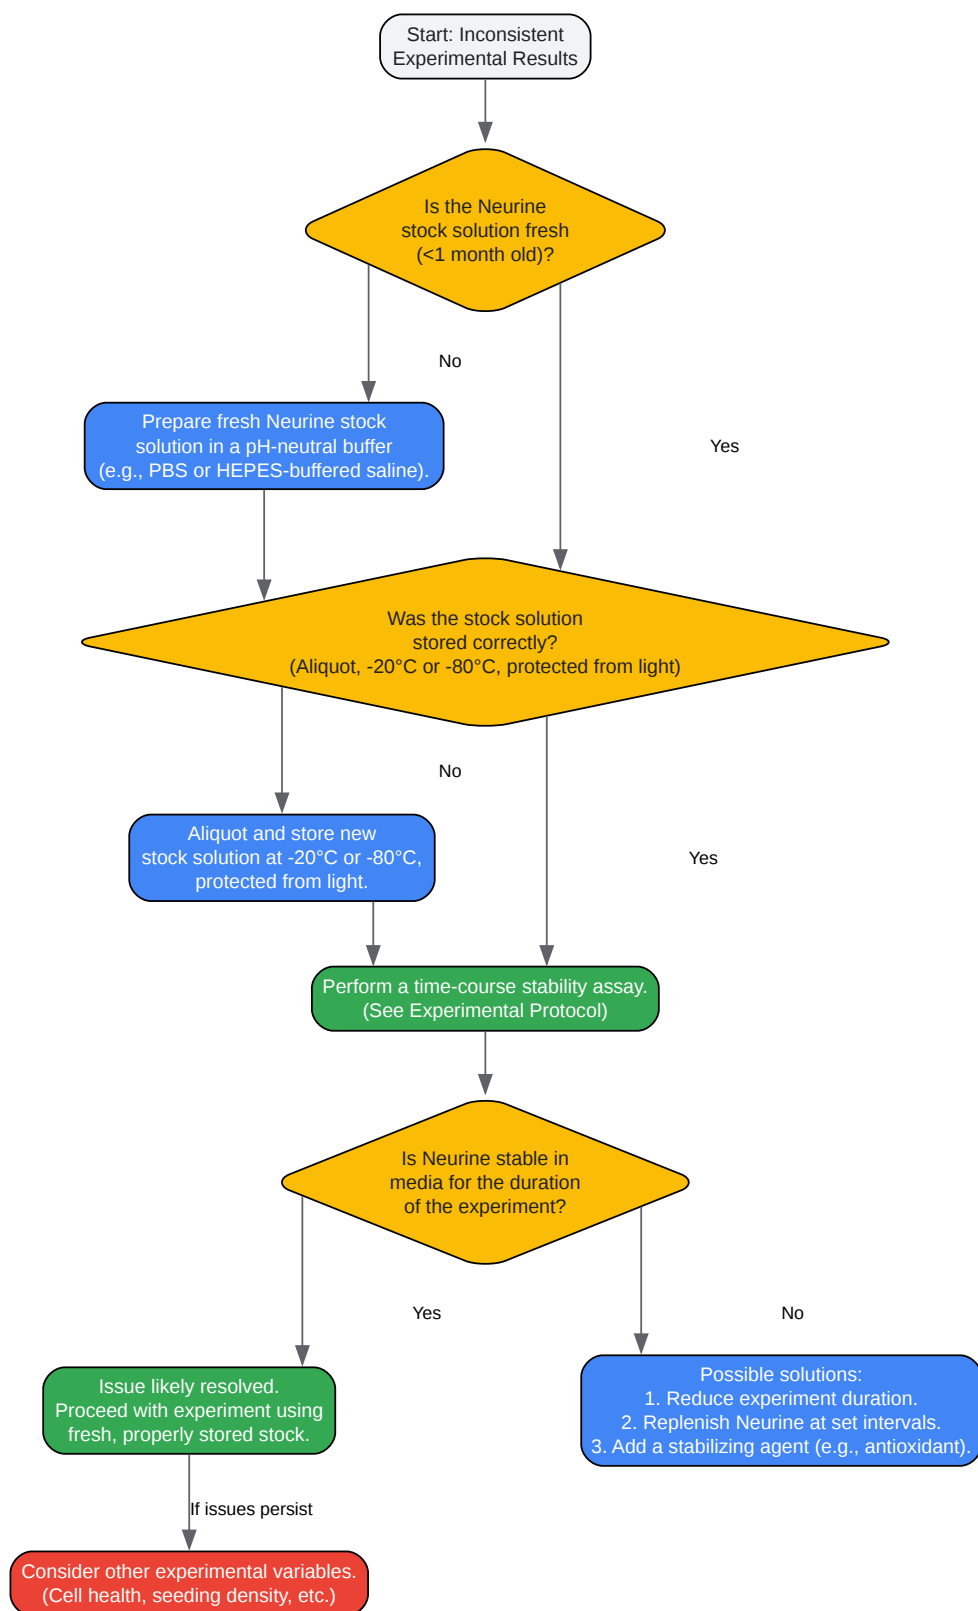 Start: Inconsistent
Experimental Results
Is the Neurine
stock solution fresh
(<1 month old)?
No
Yes
Prepare fresh Neurine stock
solution in a pH-neutral buffer
(e.g., PBS or HEPES-buffered saline).
Was the stock solution
stored correctly?
(Aliquot, -20°C or -80°C, protected from light)
No
Yes
Aliquot and store new
stock solution at -20°C or -80°C,
protected from light.
Perform a time-course stability assay.
(See Experimental Protocol)
Is Neurine stable in
media for the duration
of the experiment?
Yes
No
Issue likely resolved.
Proceed with experiment using
fresh, properly stored stock.
Possible solutions:
1. Reduce experiment duration.
2. Replenish Neurine at set intervals.
3. Add a stabilizing agent (e.g., antioxidant).
If issues persist
Consider other experimental variables.
(Cell health, seeding density, etc.)